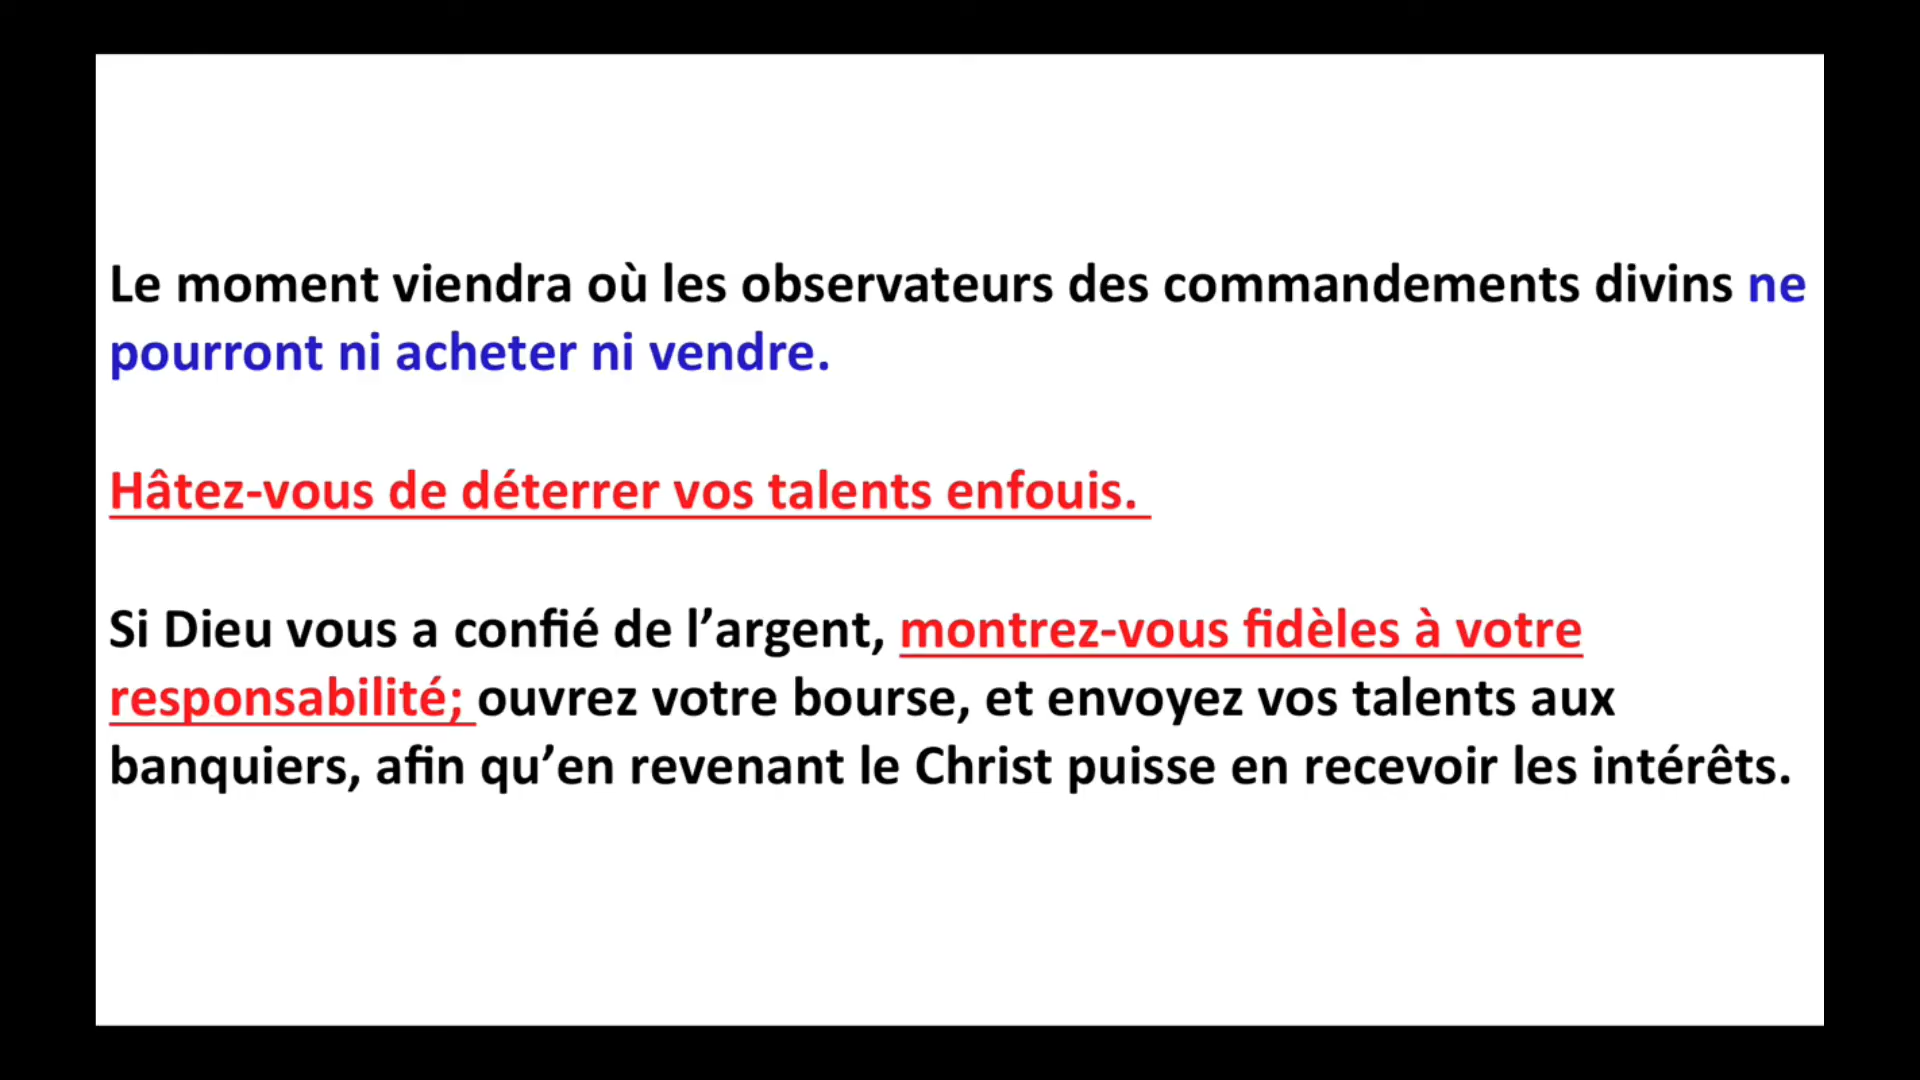 Le moment viendra où les observateurs des commandements divins ne
pourront ni acheter ni vendre.
Hâtez-vous de déterrer vos talents enfouis.
Si Dieu vous a confié de l’argent, montrez-vous fidèles à votre
responsabilité; ouvrez votre bourse, et envoyez vos talents aux
banquiers, afin qu’en revenant le Christ puisse en recevoir les intérêts.